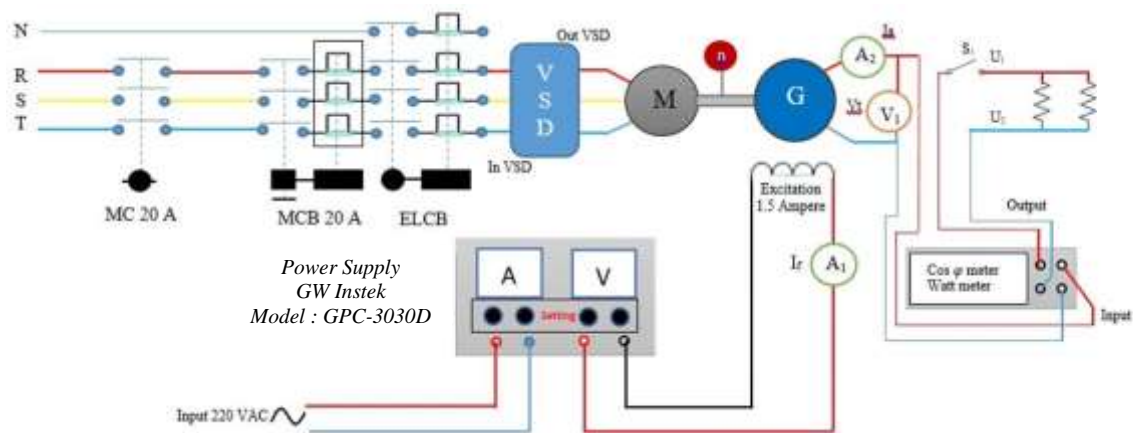 N
R
S
T
MC 20 A
MCB 20 A
ELCB
Out VSD
V
S
D
In VSD
M
n
G
A2
Ia
Vt
V1
S1
U1
U2
Excitation
1.5 Ampere
If
A1
Output
Cos φ meter
Watt meter
Input
Power Supply
GW Instek
Model : GPC-3030D
A
V
Setting
Input 220 VAC